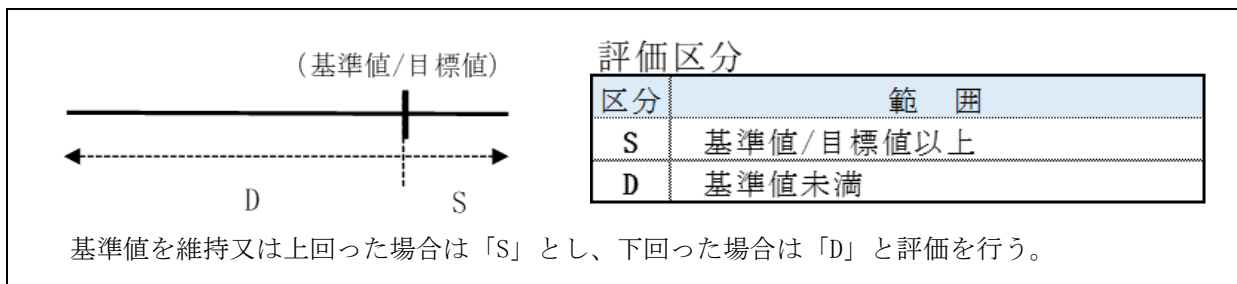 (基準値/目標値)
D
S
評価区分
区分 範　囲
S 基準値/目標値以上
D 基準値未満
基準値を維持又は上回った場合は「S」とし、下回った場合は「D」と評価を行う。